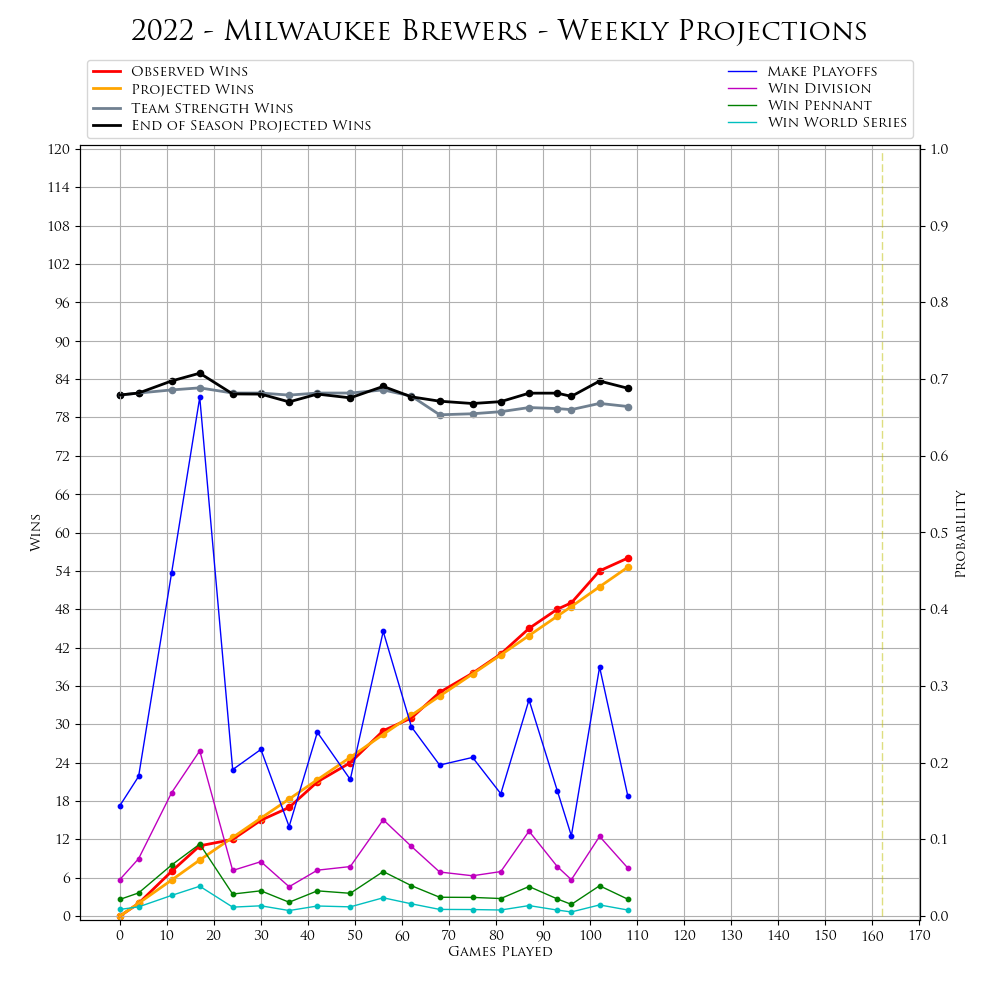 2022 - Milwaukee Brewers - Weekly Projections
Observed Wins
Projected Wins
Team Strength Wins
End of Season Projected Wins
Make Playoffs
Win Division
Win Pennant
Win World Series
120
114
108
102
96
90
84
78
72
66
60
54
48
42
36
30
24
18
12
6
0
Wins
1.0
0.9
0.8
0.7
0.6
0.5
0.4
0.3
0.2
0.1
0.0
Probability
0 10 20 30 40 50 60 70 80 90 100 110 120 130 140 150 160 170
Games Played